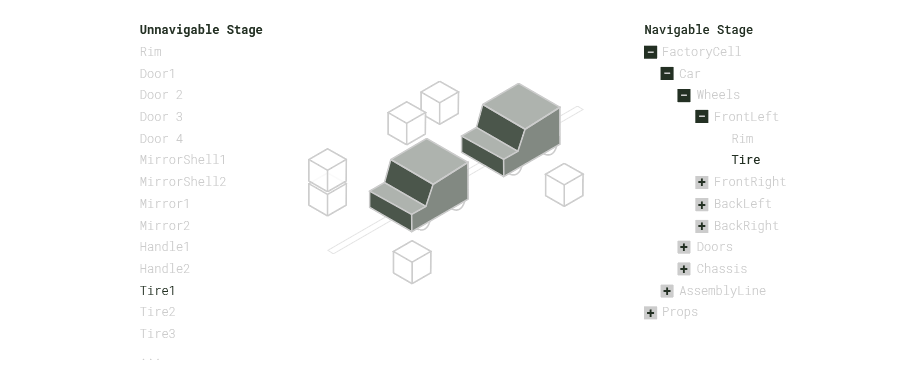 Unnavigable Stage
Rim
Door1
Door 2
Door 3
Door 4
MirrorShell1
MirrorShell2
Mirror1
Mirror2
Handle1
Handle2
Tire1
Tire2
Tire3
...
Navigable Stage
FactoryCell
Car
Wheels
FrontLeft
Rim
Tire
FrontRight
BackLeft
BackRight
Doors
Chassis
AssemblyLine
Props